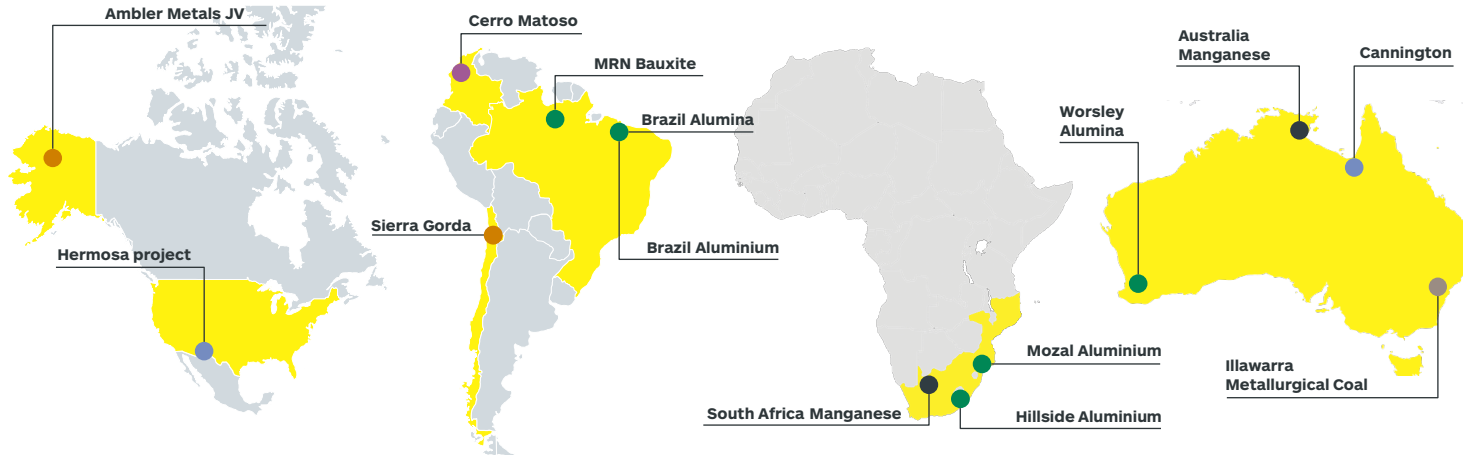 Ambler Metals JV
Hermosa project
Cerro Matoso
MRN Bauxite
Brazil Alumina
Sierra Gorda
Brazil Aluminium
Mozal Aluminium
South Africa Manganese
Hillside Aluminium
Australia
Manganese
Cannington
Worsley
Alumina
Illawarra
Metallurgical Coal